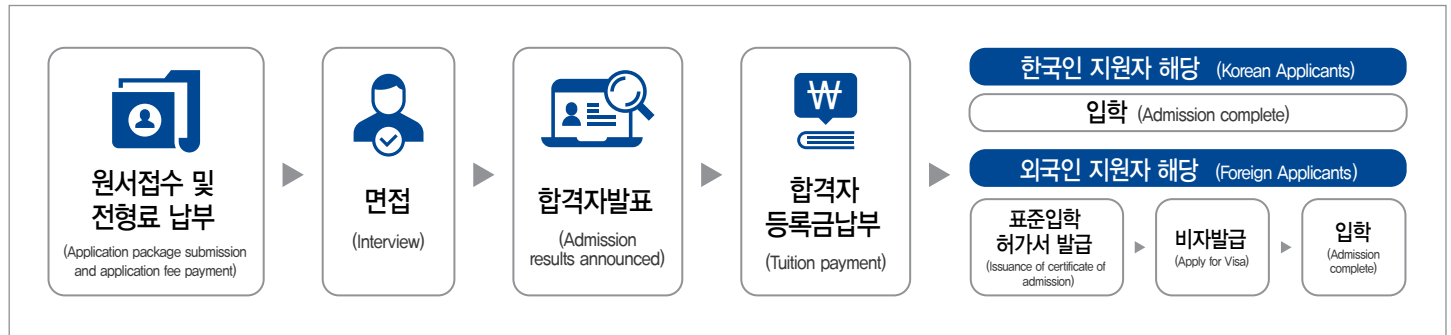 원서접수 및
전형료 납부
(Application package submission
and application fee payment)
면접
(Interview)
합격자발표
(Admission
results announced)
₩
합격자
등록금납부
(Tuition payment)
한국인 지원자 해당 (Korean Applicants)
입학 (Admission complete)
외국인 지원자 해당 (Foreign Applicants)
표준입학
허가서 발급
(Issuance of certificate of
admission)
비자발급
(Apply for Visa)
입학
(Admission
complete)